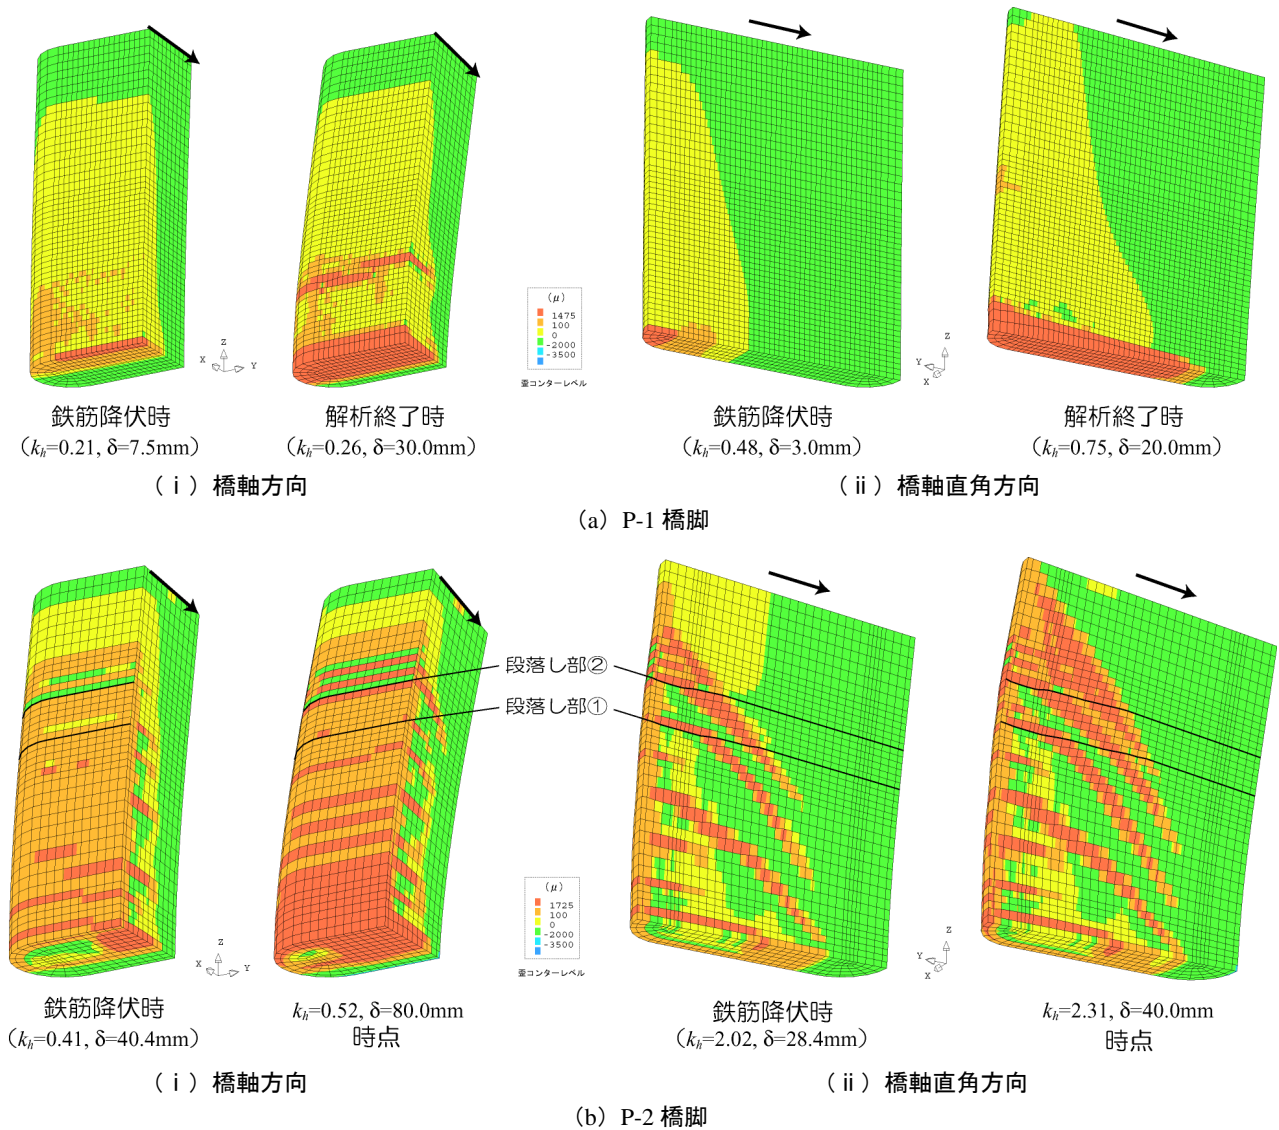 (μ)
1475
100
0
-2000
-3500
歪コンターレベル
X
Z
Y
Y
Z
X
鉄筋降伏時
(kh=0.21, δ=7.5mm)
解析終了時
(kh=0.26, δ=30.0mm)
鉄筋降伏時
(kh=0.48, δ=3.0mm)
解析終了時
(kh=0.75, δ=20.0mm)
(ⅰ)橋軸方向
(ⅱ)橋軸直角方向
(a) P-1 橋脚
段落し部②
段落し部①
(μ)
1725
100
0
-2000
-3500
歪コンターレベル
X
Z
Y
Y
Z
X
鉄筋降伏時
(kh=0.41, δ=40.4mm)
kh=0.52, δ=80.0mm
時点
鉄筋降伏時
(kh=2.02, δ=28.4mm)
kh=2.31, δ=40.0mm
時点
(ⅰ)橋軸方向
(ⅱ)橋軸直角方向
(b) P-2 橋脚